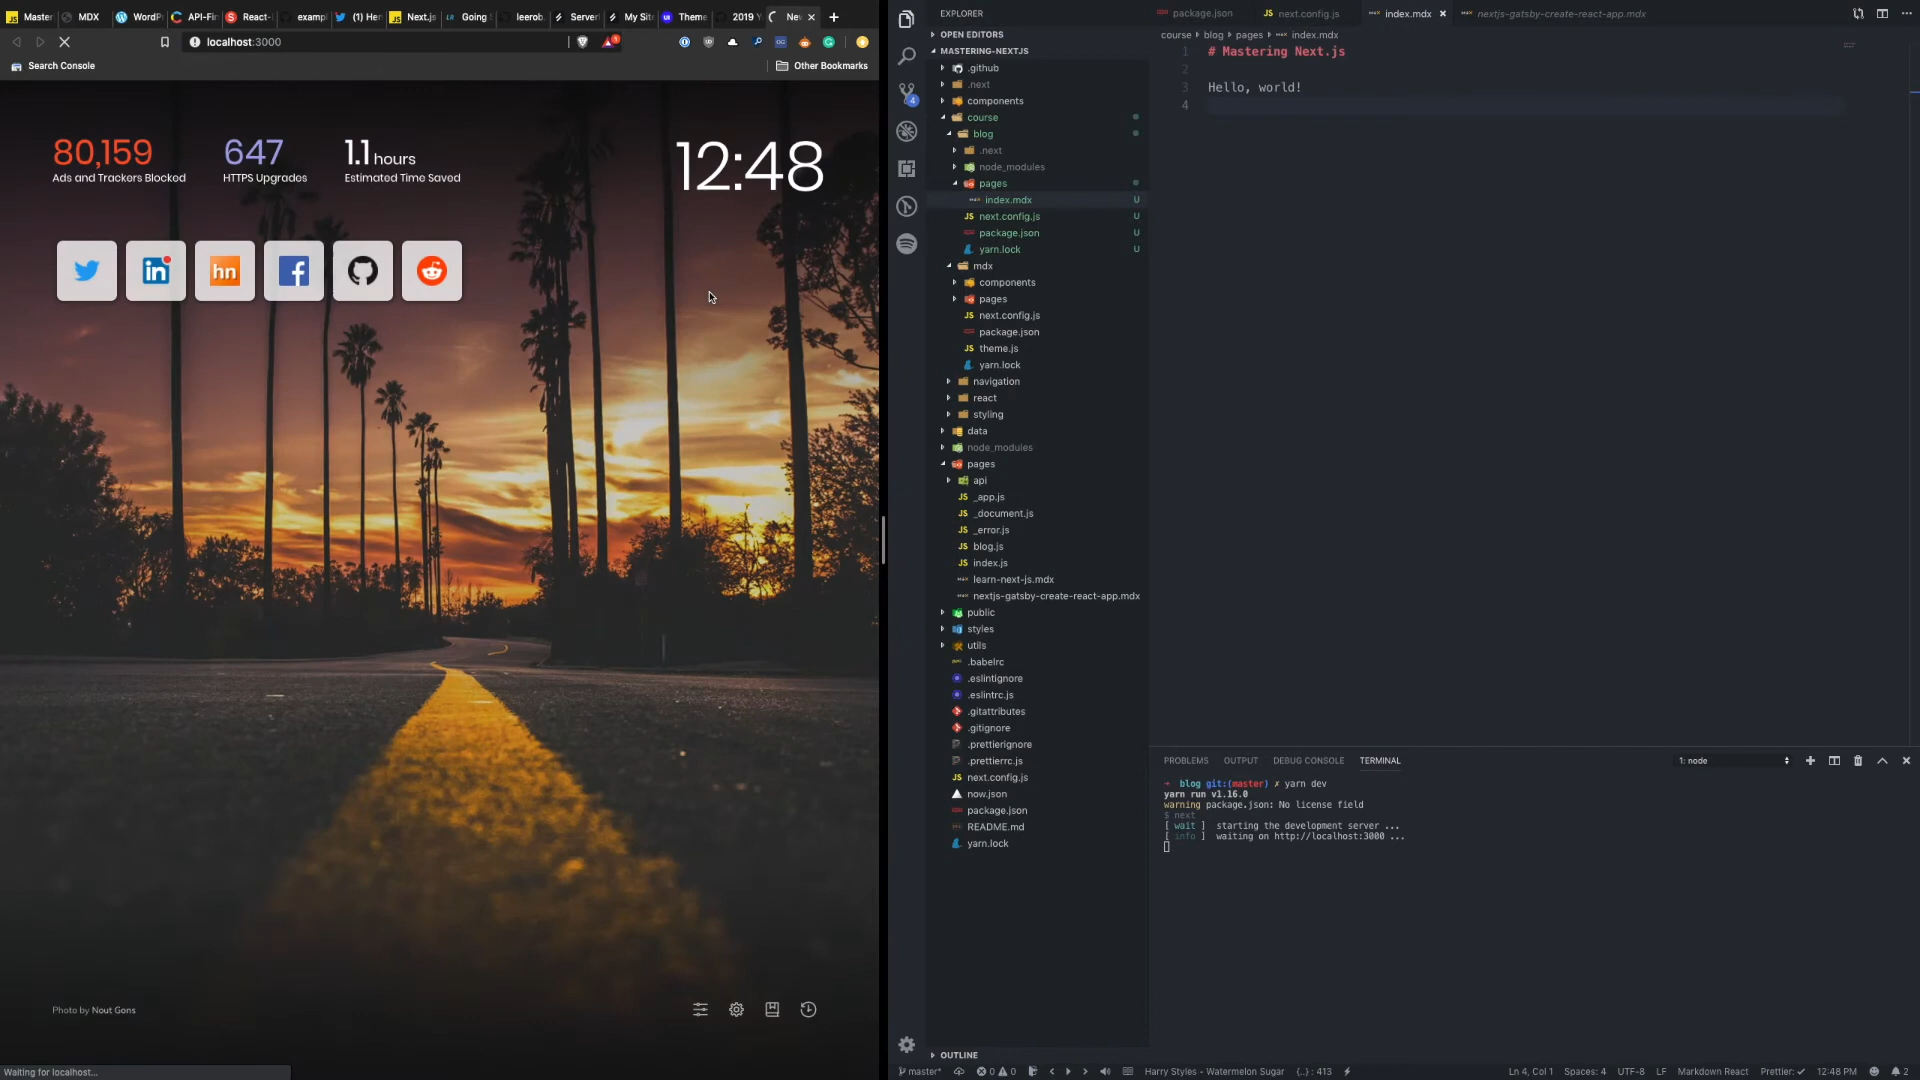 Master
MDX
WordPr
API-Fir
React-
exampl
(1) Her
Next.js
Going
leerob.
Server
My Sit
Theme
2019 Y
Nev
localhost:3000
Search Console
Other Bookmarks
80,159
Ads and Trackers Blocked
647
HTTPS Upgrades
1.1 hours
Estimated Time Saved
12:48
hn
Photo by Nout Gons
Waiting for localhost...
EXPLORER
OPEN EDITORS
MASTERING-NEXTJS
.github
.next
components
course
blog
.next
node_modules
pages
index.mdx U
next.config.js U
package.json U
yarn.lock U
mdx
components
pages
next.config.js
package.json
theme.js
yarn.lock
navigation
react
styling
data
node_modules
pages
api
_app.js
_document.js
_error.js
blog.js
index.js
learn-next-js.mdx
nextjs-gatsby-create-react-app.mdx
public
styles
utils
.babelrc
.eslintignore
.eslintrc.js
.gitattributes
.gitignore
.prettierignore
.prettierrc.js
next.config.js
now.json
package.json
README.md
yarn.lock
OUTLINE
package.json
next.config.js
index.mdx
nextjs-gatsby-create-react-app.mdx
course > blog > pages > index.mdx
1 # Mastering Next.js
2
3 Hello, world!
4
PROBLEMS OUTPUT DEBUG CONSOLE TERMINAL
1: node
→ blog git:(master) ✗ yarn dev
yarn run v1.16.0
warning package.json: No license field
$ next
[ wait ] starting the development server ...
[ info ] waiting on http://localhost:3000 ...
master*
0 0
Harry Styles - Watermelon Sugar
{..} : 413
Ln 4, Col 1
Spaces: 4
UTF-8
LF
Markdown React
Prettier: ✓
12:48 PM
2